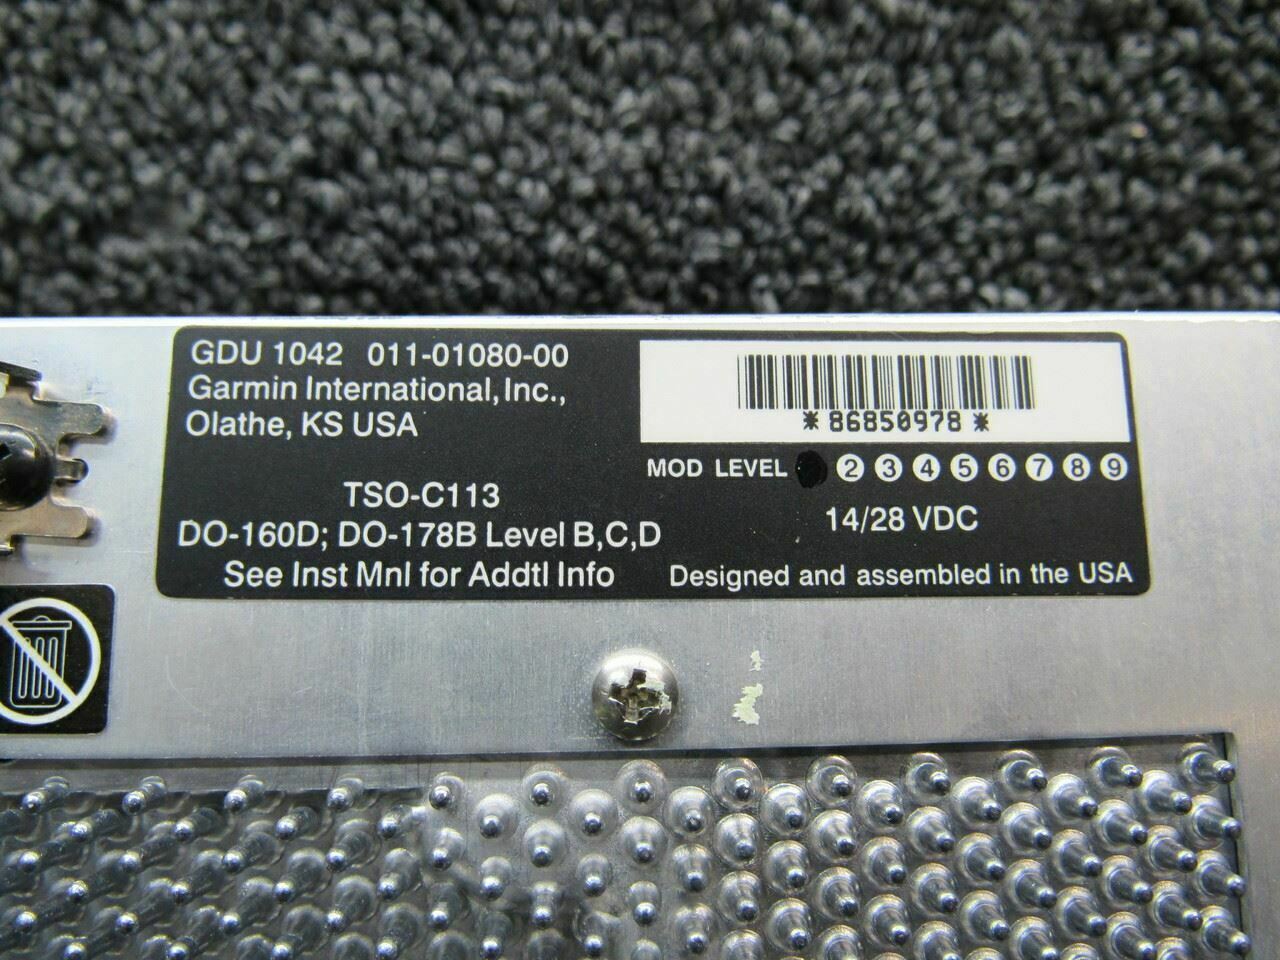 GDU 1042 011-01080-00
Garmin International, Inc.,
Olathe, KS USA
TSO-C113
DO-160D; DO-178B Level B,C,D
See Inst Mnl for Addtl Info
*86850978*
MOD LEVEL 2 3 4 5 6 7 8 9
14/28 VDC
Designed and assembled in the USA